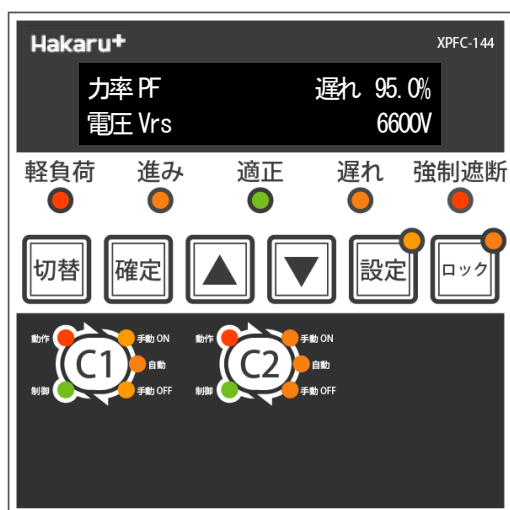 Hakaru+ XPFC-144
力率 PF 遅れ 95.0%
電圧 Vrs 6600V
軽負荷 進み 適正 遅れ 強制遮断
切替 確定 ▲ ▼ 設定 ロック
動作 手動 ON 動作 手動 ON
C1 自動 C2 自動
制御 手動 OFF 制御 手動 OFF